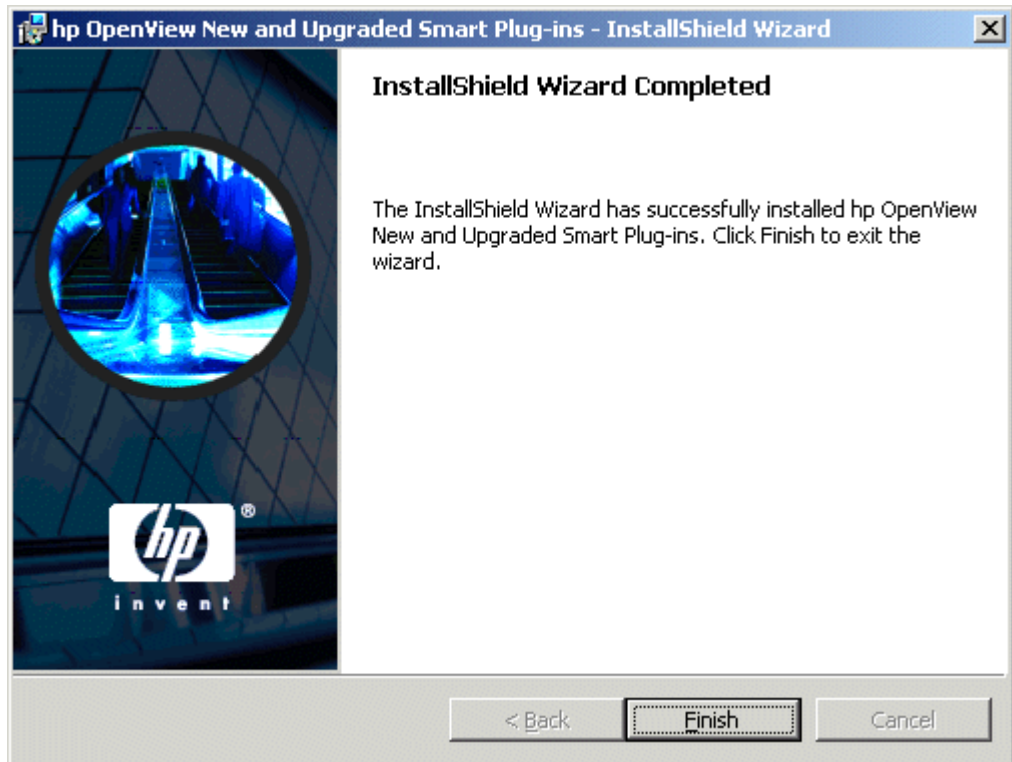 hp OpenView New and Upgraded Smart Plug-ins - InstallShield Wizard
InstallShield Wizard Completed
The InstallShield Wizard has successfully installed hp OpenView
New and Upgraded Smart Plug-ins. Click Finish to exit the
wizard.
hp ®
invent
< Back
Finish
Cancel